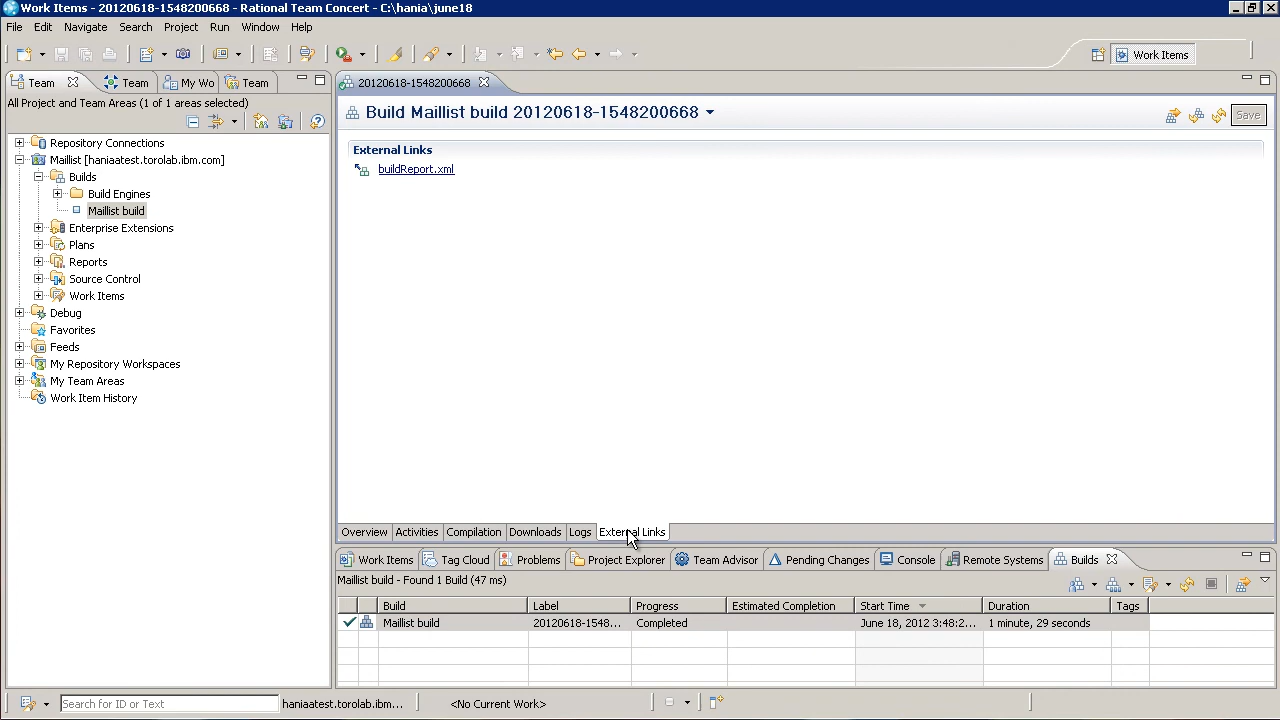 Work Items - 20120618-1548200668 - Rational Team Concert - C:\hania\june18
File Edit Navigate Search Project Run Window Help
Work Items
Team Team My Wo Team
20120618-1548200668
All Project and Team Areas (1 of 1 areas selected)
Build Maillist build 20120618-1548200668
Save
External Links
buildReport.xml
Repository Connections
Maillist [haniaatest.torolab.ibm.com]
Builds
Build Engines
Maillist build
Enterprise Extensions
Plans
Reports
Source Control
Work Items
Debug
Favorites
Feeds
My Repository Workspaces
My Team Areas
Work Item History
Overview Activities Compilation Downloads Logs External Links
Work Items Tag Cloud Problems Project Explorer Team Advisor Pending Changes Console Remote Systems Builds
Maillist build - Found 1 Build (47 ms)
Build Label Progress Estimated Completion Start Time Duration Tags
Maillist build 20120618-1548... Completed June 18, 2012 3:48:2... 1 minute, 29 seconds
Search for ID or Text haniaatest.torolab.ibm... <No Current Work>